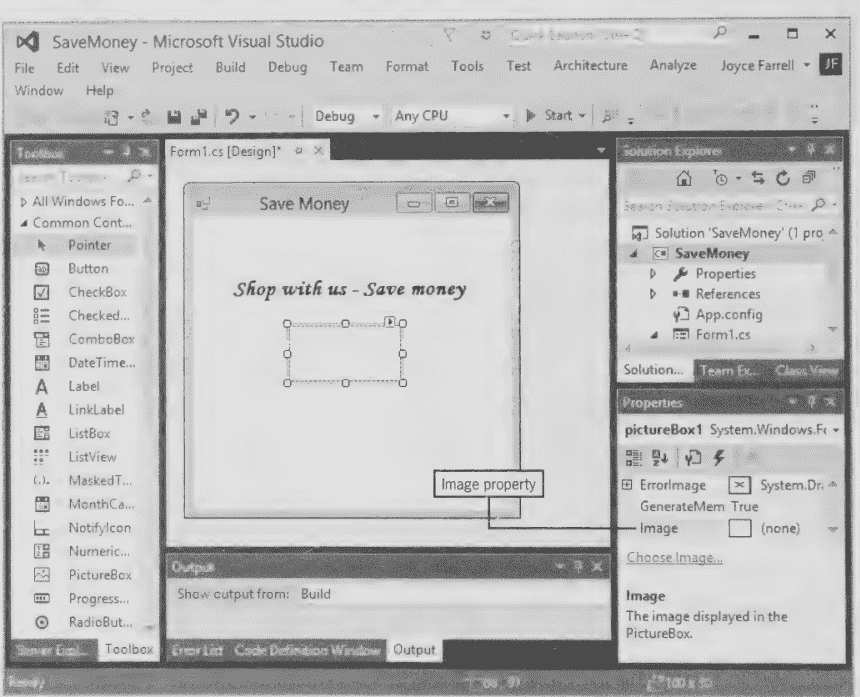 SaveMoney - Microsoft Visual Studio
File Edit View Project Build Debug Team Format Tools Test Architecture Analyze Joyce Farrell JF
Window Help
Debug Any CPU Start
Toolbox
Form1.cs [Design]*
Solution Explorer
All Windows Fo...
Common Cont...
Pointer
Button
CheckBox
Checked...
ComboBox
DateTime...
Label
LinkLabel
ListBox
ListView
MaskedT...
MonthCa...
NotifyIcon
Numeric...
PictureBox
Progress...
RadioBut...
Toolbox
Save Money
Shop with us - Save money
Image property
Output
Show output from: Build
Error List Code Definition Window Output
Solution 'SaveMoney' (1 pro
SaveMoney
Properties
References
App.config
Form1.cs
Solution... Team Ex... Class View
Properties
pictureBox1 System.Windows.Fo
ErrorImage System.Dr.
GenerateMem True
Image (none)
Choose Image...
Image
The image displayed in the
PictureBox.
Ready